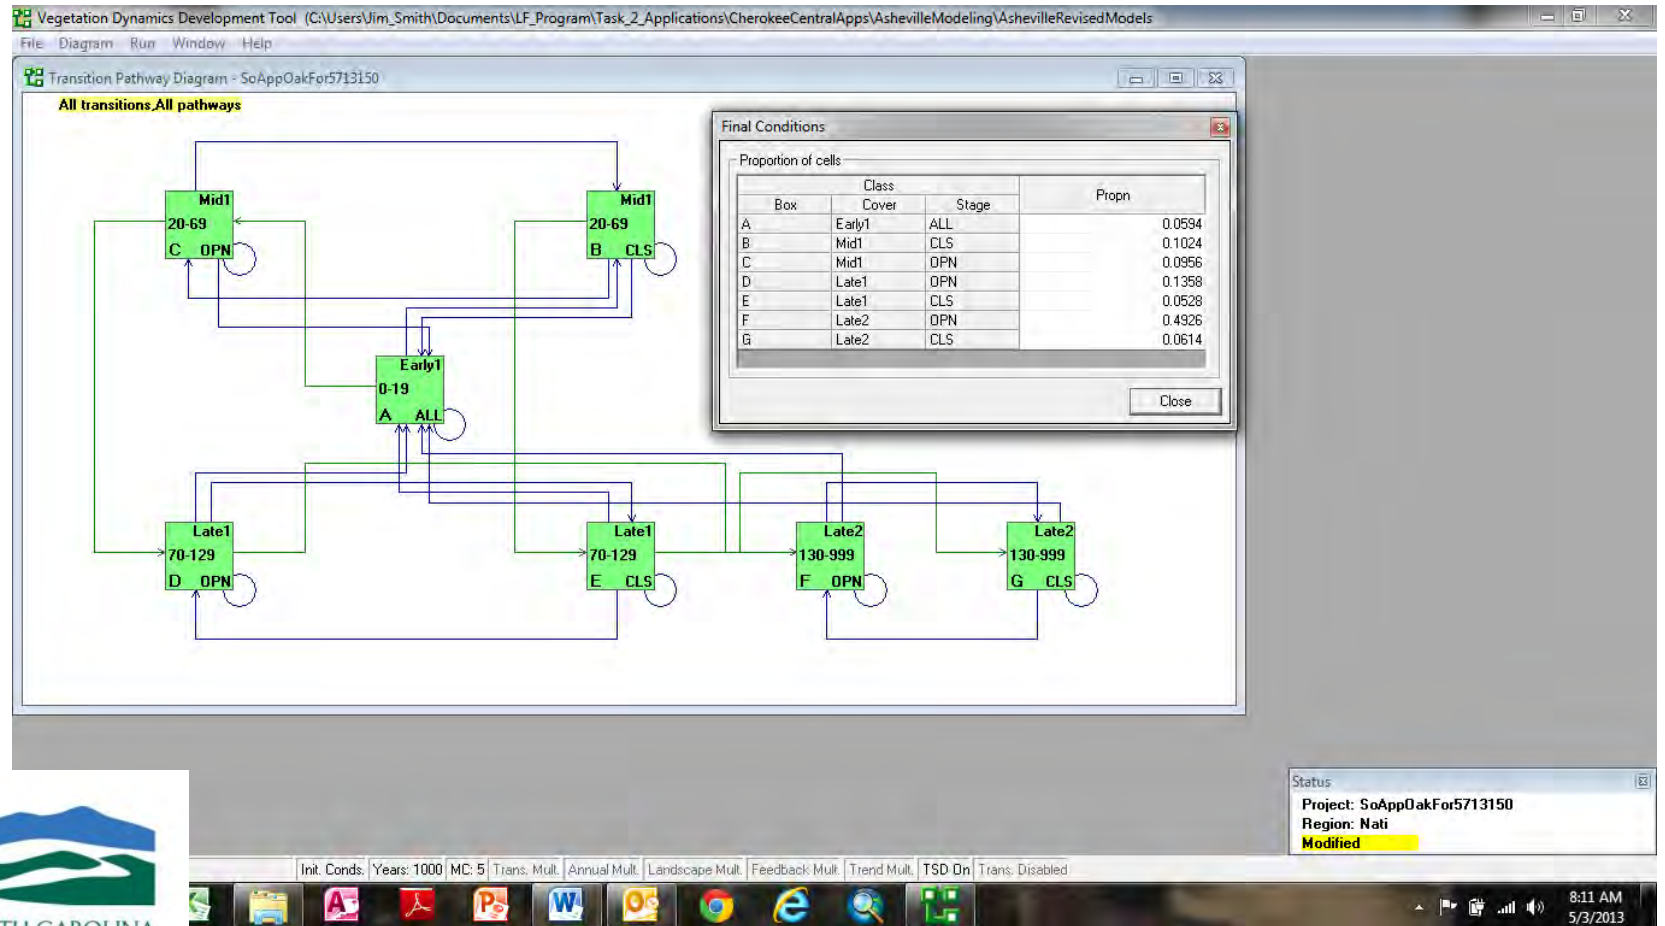 Vegetation Dynamics Development Tool (C:\Users\Jim_Smith\Documents\LF_Program\Task_2_Applications\CherokeeCentralApps\AshevilleModeling\AshevilleRevisedModels
File Diagram Run Window Help
Transition Pathway Diagram - SoAppOakFor5713150
All transitions,All pathways
Mid1
20-69
C OPN
Mid1
20-69
B CLS
Early1
0-19
A ALL
Late1
70-129
D OPN
Late1
70-129
E CLS
Late2
130-999
F OPN
Late2
130-999
G CLS
Final Conditions
Proportion of cells
Class
Propn
Box Cover Stage
A Early1 ALL 0.0594
B Mid1 CLS 0.1024
C Mid1 OPN 0.0956
D Late1 OPN 0.1358
E Late1 CLS 0.0528
F Late2 OPN 0.4926
G Late2 CLS 0.0614
Close
Status
Project: SoAppOakFor5713150
Region: Nati
Modified
Init. Conds. Years: 1000 MC: 5 Trans. Mult. Annual Mult. Landscape Mult. Feedback Mult. Trend Mult. TSD On Trans. Disabled
8:11 AM
5/3/2013